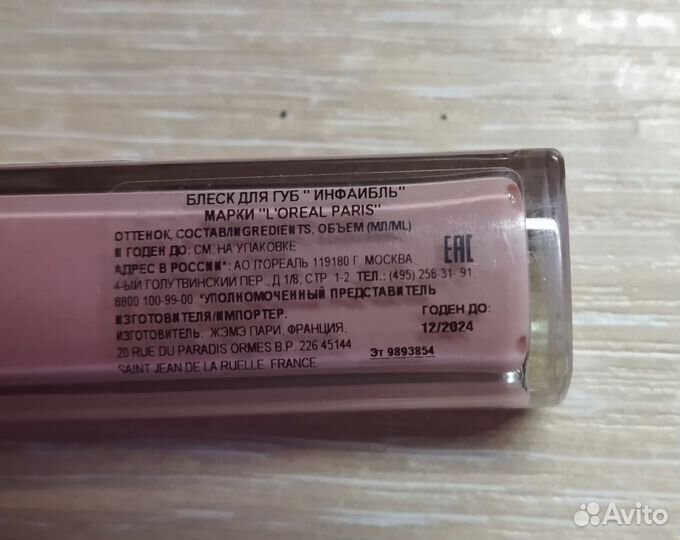 БЛЕСК ДЛЯ ГУБ " ИНФАИБЛЬ"
МАРКИ "L'OREAL PARIS"
ОТТЕНОК, СОСТАВ/INGREDIENTS, ОБЪЕМ (МЛ/ML)
И ГОДЕН ДО: СМ. НА УПАКОВКЕ
АДРЕС В РОССИИ*: АО Л'ОРЕАЛЬ 119180 Г. МОСКВА
4-ЫЙ ГОЛУТВИНСКИЙ ПЕР., Д 1/8, СТР. 1-2. ТЕЛ.: (495) 258-31-91,
8800 100-99-00 *УПОЛНОМОЧЕННЫЙ ПРЕДСТАВИТЕЛЬ
ИЗГОТОВИТЕЛЯ/ИМПОРТЕР.
ИЗГОТОВИТЕЛЬ: ЖЭМЭ ПАРИ, ФРАНЦИЯ,
20 RUE DU PARADIS ORMES B.P. 226 45144
SAINT JEAN DE LA RUELLE, FRANCE
ЕАС
ГОДЕН ДО:
12/2024
Эт 9893854
Avito